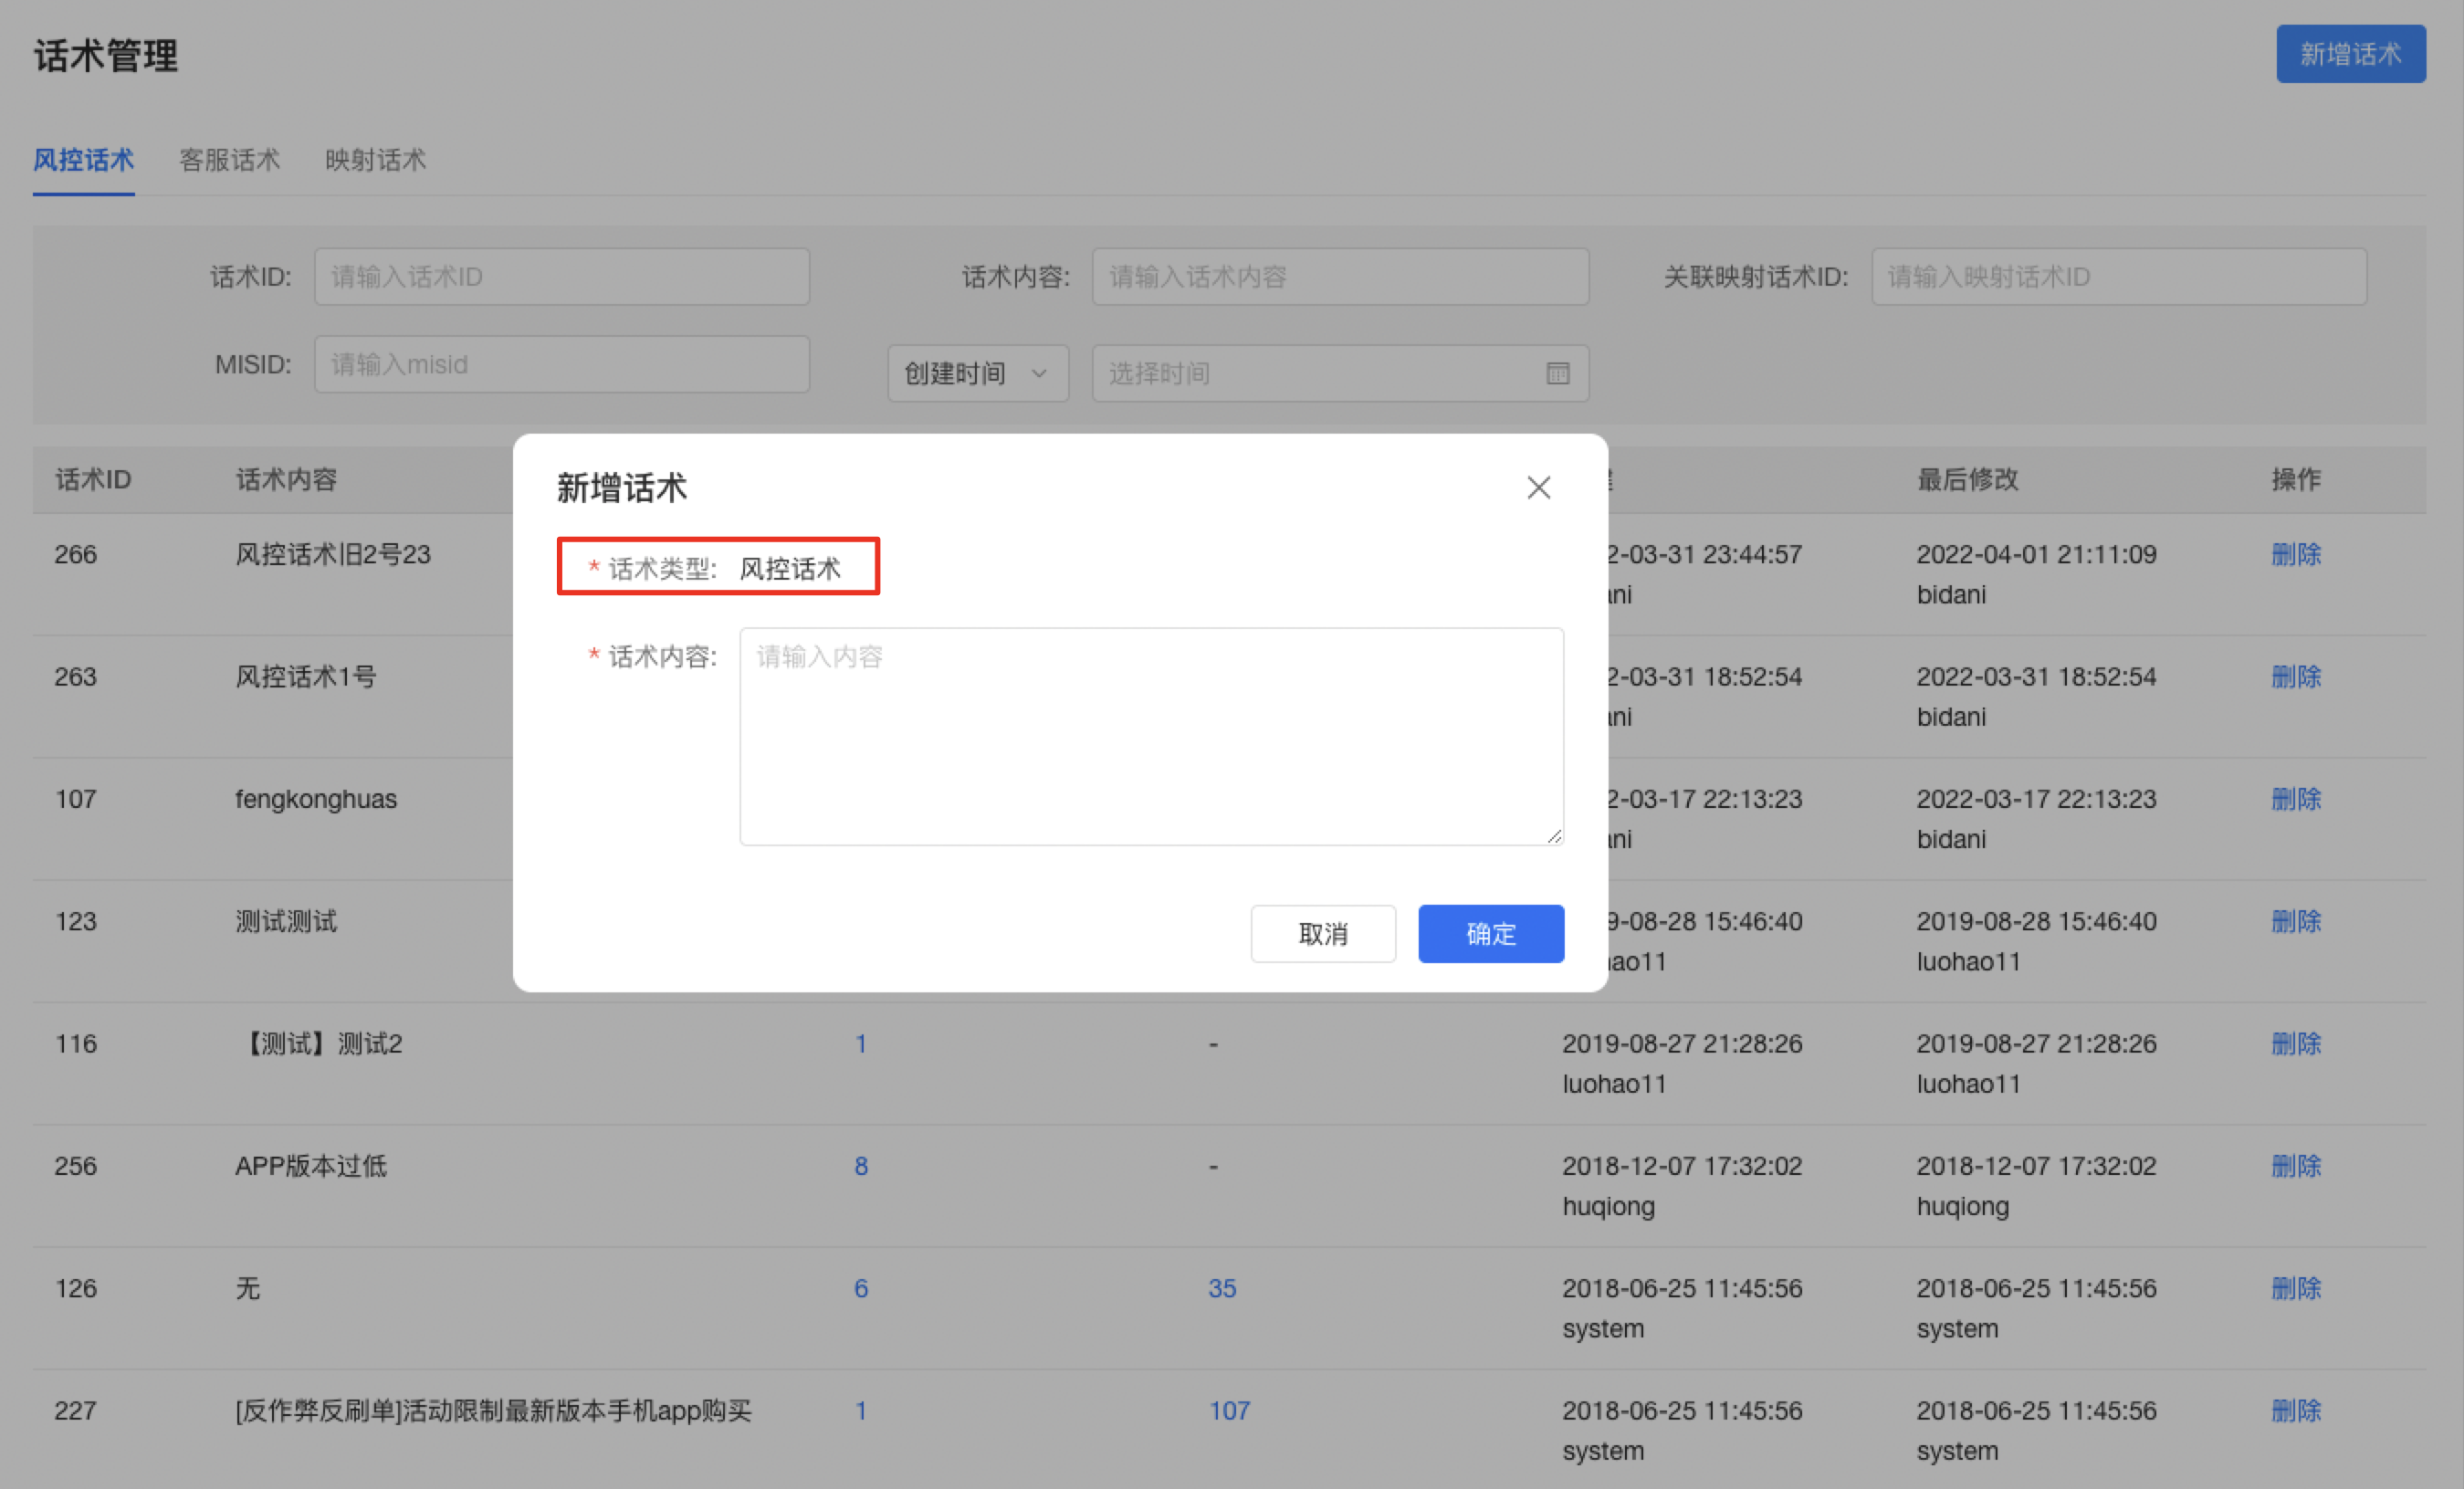 话术管理
新增话术
风控话术 客服话术 映射话术
话术ID: 请输入话术ID 话术内容: 请输入话术内容 关联映射话术ID: 请输入映射话术ID
MISID: 请输入misid 创建时间 选择时间
话术ID 话术内容 最后修改 操作
新增话术
* 话术类型: 风控话术
* 话术内容: 请输入内容
取消 确定
266 风控话术旧2号23 2-03-31 23:44:57 2022-04-01 21:11:09 删除
ani bidani
263 风控话术1号 2-03-31 18:52:54 2022-03-31 18:52:54 删除
ani bidani
107 fengkonghuas 2-03-17 22:13:23 2022-03-17 22:13:23 删除
ani bidani
123 测试测试 9-08-28 15:46:40 2019-08-28 15:46:40 删除
hao11 luohao11
116 【测试】测试2 1 - 2019-08-27 21:28:26 2019-08-27 21:28:26 删除
luohao11 luohao11
256 APP版本过低 8 - 2018-12-07 17:32:02 2018-12-07 17:32:02 删除
huqiong huqiong
126 无 6 35 2018-06-25 11:45:56 2018-06-25 11:45:56 删除
system system
227 [反作弊反刷单]活动限制最新版本手机app购买 1 107 2018-06-25 11:45:56 2018-06-25 11:45:56 删除
system system